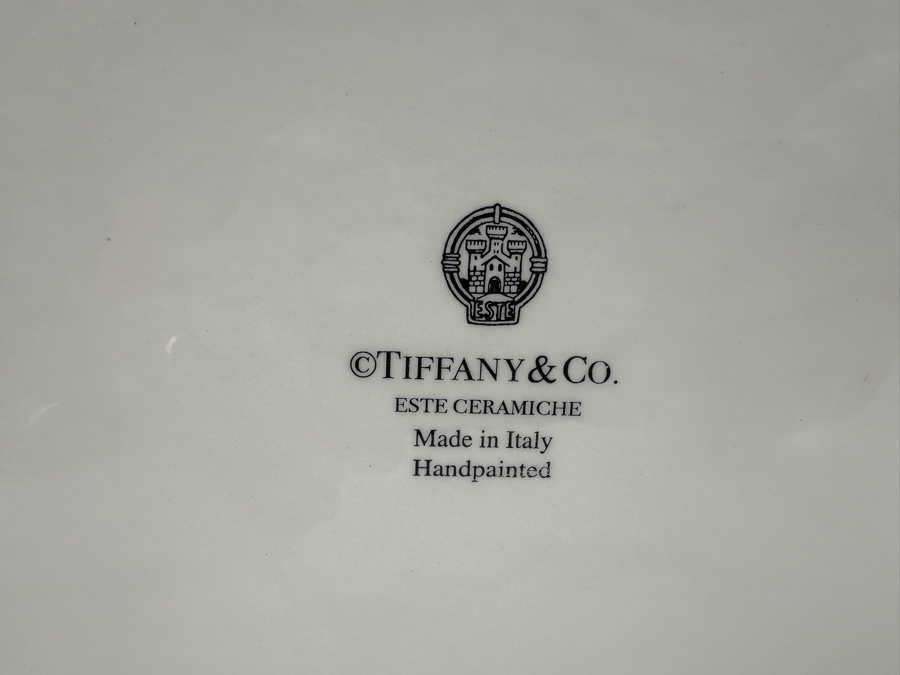 ESTE
©TIFFANY & CO.
ESTE CERAMICHE
Made in Italy
Handpainted